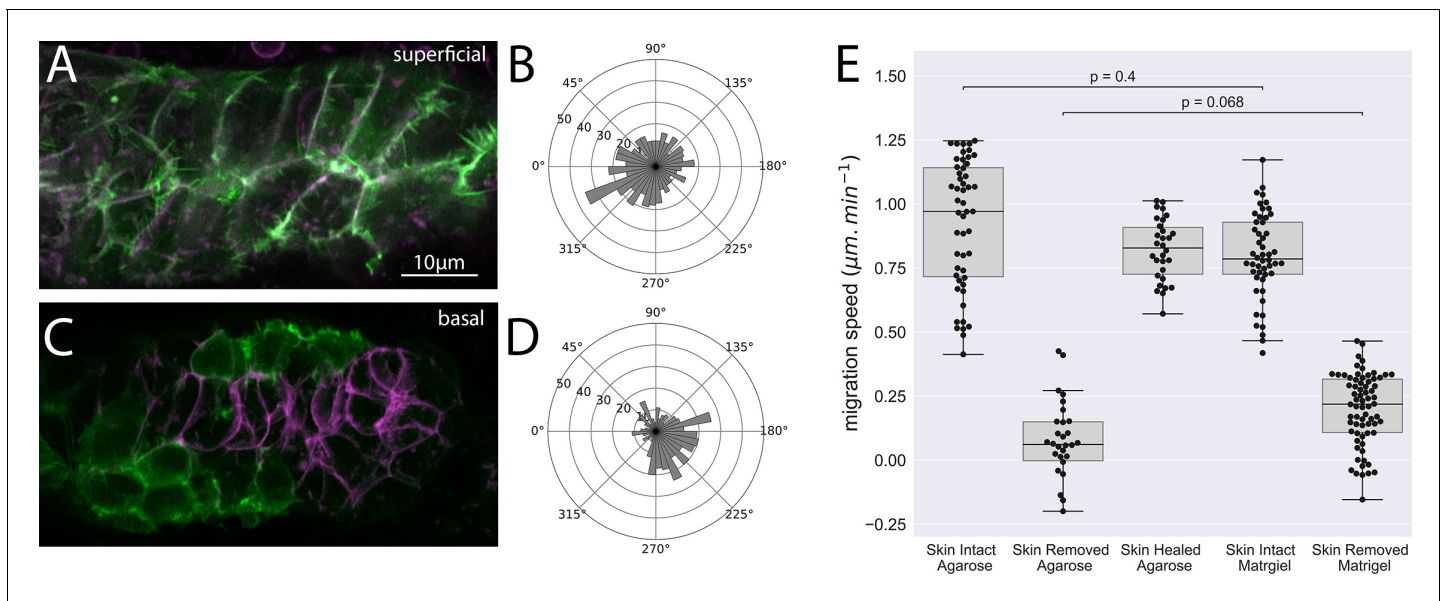 A
superficial
10μm
B
90°
45°
135°
50
40
30
20
0°
180°
315°
225°
270°
C
basal
D
90°
45°
135°
50
40
30
20
0°
180°
315°
225°
270°
E
p = 0.4
p = 0.068
migration speed (μm. min⁻¹)
1.50
1.25
1.00
0.75
0.50
0.25
0.00
−0.25
Skin Intact
Agarose
Skin Removed
Agarose
Skin Healed
Agarose
Skin Intact
Matrgiel
Skin Removed
Matrigel